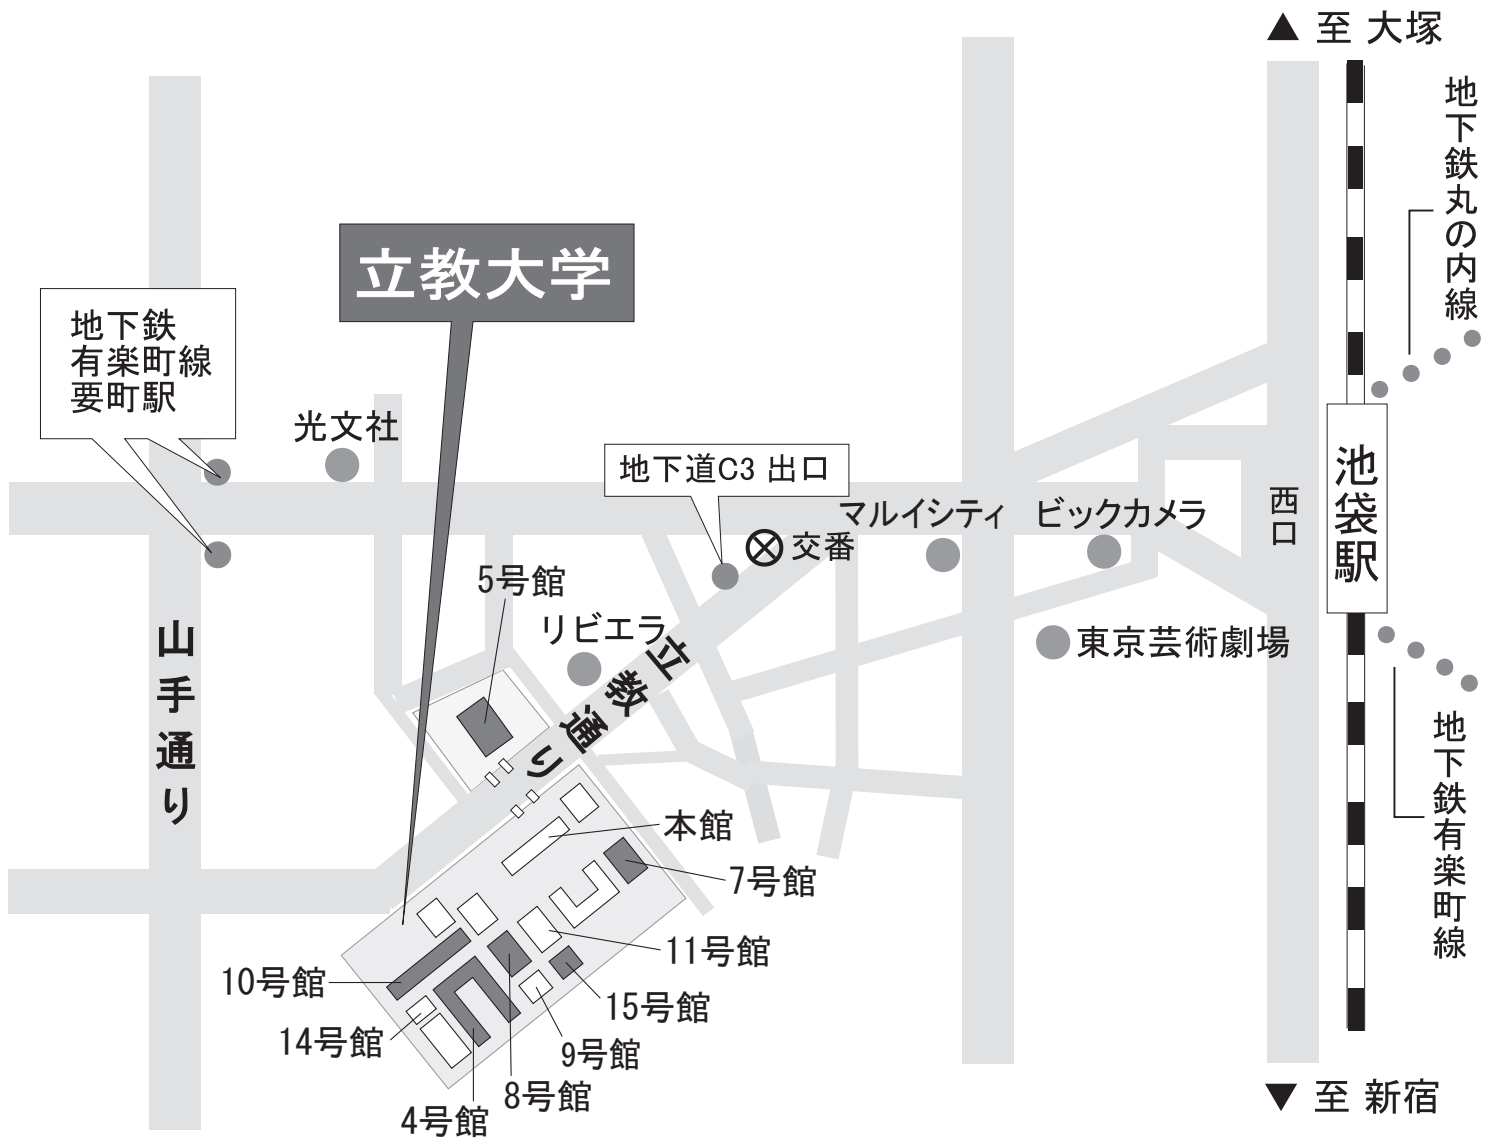 ▲ 至 大塚
地下鉄丸の内線
立教大学
地下鉄
有楽町線
要町駅
光文社
地下道C3 出口
池袋駅
西口
マルイシティ
ビックカメラ
交番
5号館
リビエラ
東京芸術劇場
立教通り
山手通り
地下鉄有楽町線
本館
7号館
11号館
10号館
15号館
14号館
9号館
8号館
4号館
▼ 至 新宿